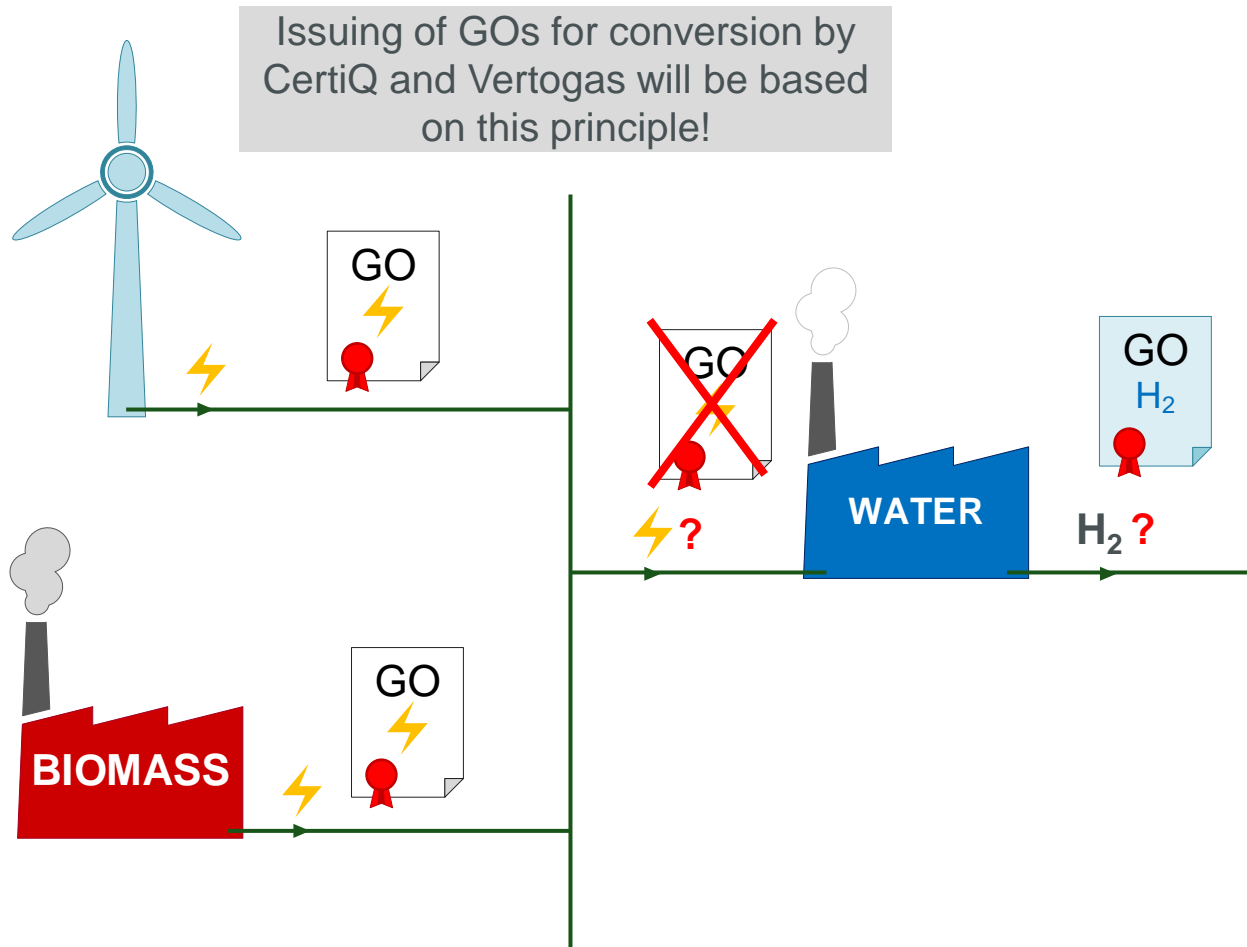 Issuing of GOs for conversion by
CertiQ and Vertogas will be based
on this principle!
GO
GO
GO
H₂
?
WATER
H₂ ?
GO
BIOMASS